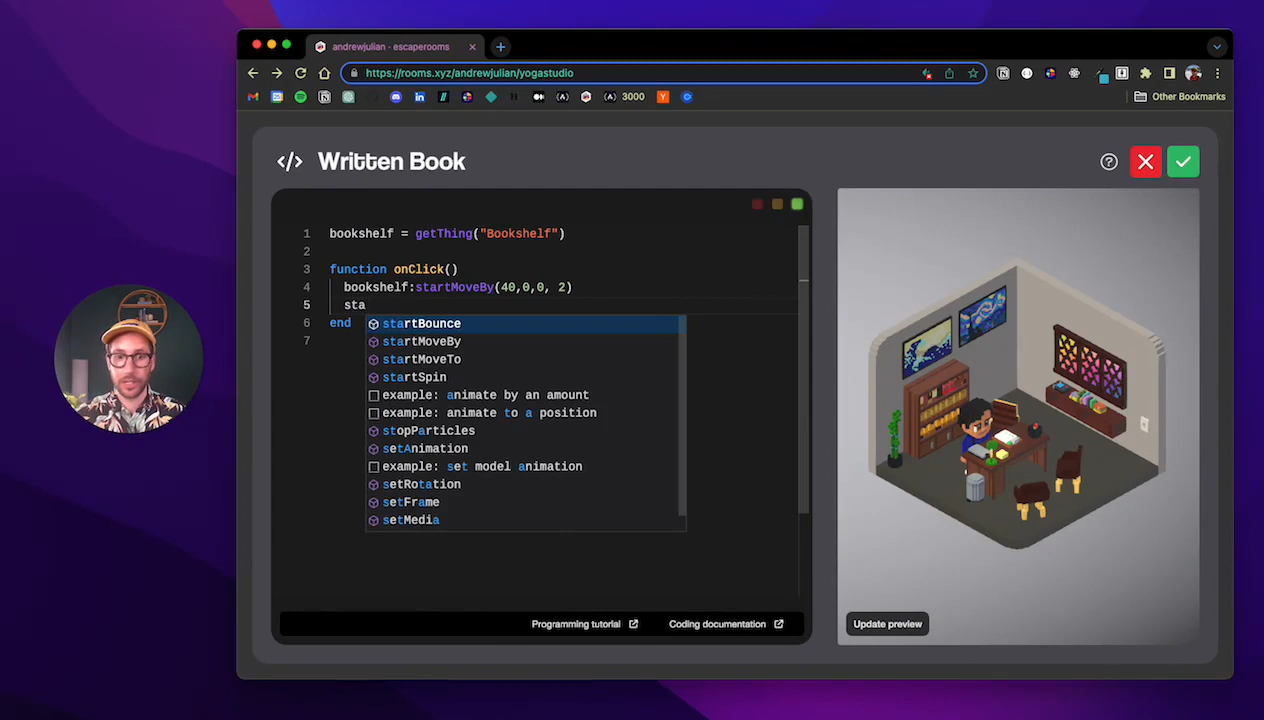 andrewjulian - escaperooms
https://rooms.xyz/andrewjulian/yogastudio
3000
Other Bookmarks
</> Written Book
1 bookshelf = getThing("Bookshelf")
2
3 function onClick()
4 bookshelf:startMoveBy(40,0,0, 2)
5 sta
6 end
7
startBounce
startMoveBy
startMoveTo
startSpin
example: animate by an amount
example: animate to a position
stopParticles
setAnimation
example: set model animation
setRotation
setFrame
setMedia
Programming tutorial
Coding documentation
Update preview